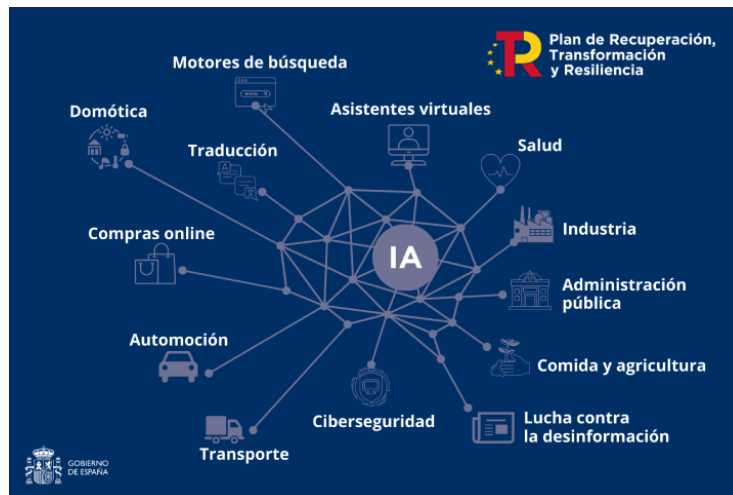 Plan de Recuperación,
Transformación
y Resiliencia
Motores de búsqueda
Asistentes virtuales
Domótica
Traducción
Salud
Compras online
IA
Industria
Administración
pública
Automoción
Comida y agricultura
Ciberseguridad
Lucha contra
la desinformación
Transporte
GOBIERNO
DE ESPAÑA